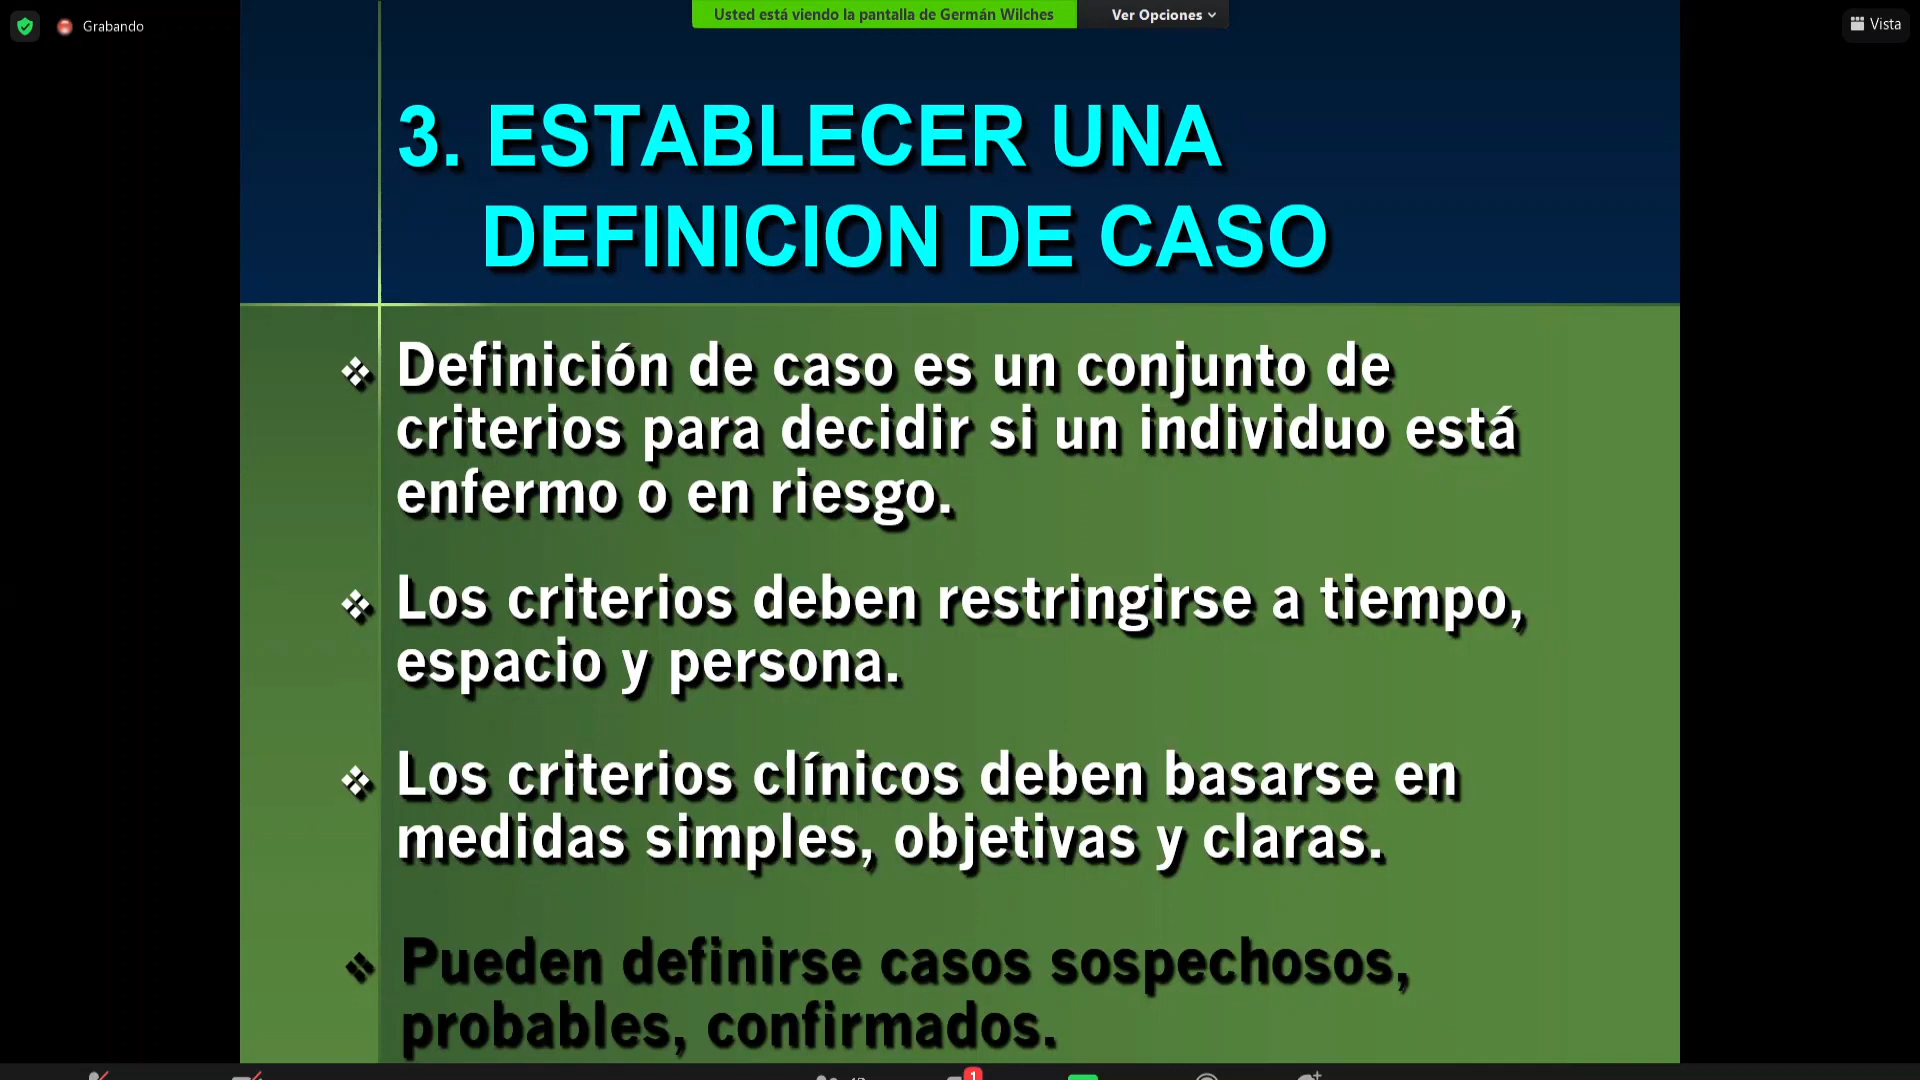 Grabando
Usted está viendo la pantalla de Germán Wilches
Ver Opciones
Vista
3. ESTABLECER UNA
DEFINICION DE CASO
Definición de caso es un conjunto de
criterios para decidir si un individuo está
enfermo o en riesgo.
Los criterios deben restringirse a tiempo,
espacio y persona.
Los criterios clínicos deben basarse en
medidas simples, objetivas y claras.
Pueden definirse casos sospechosos,
probables, confirmados.
1